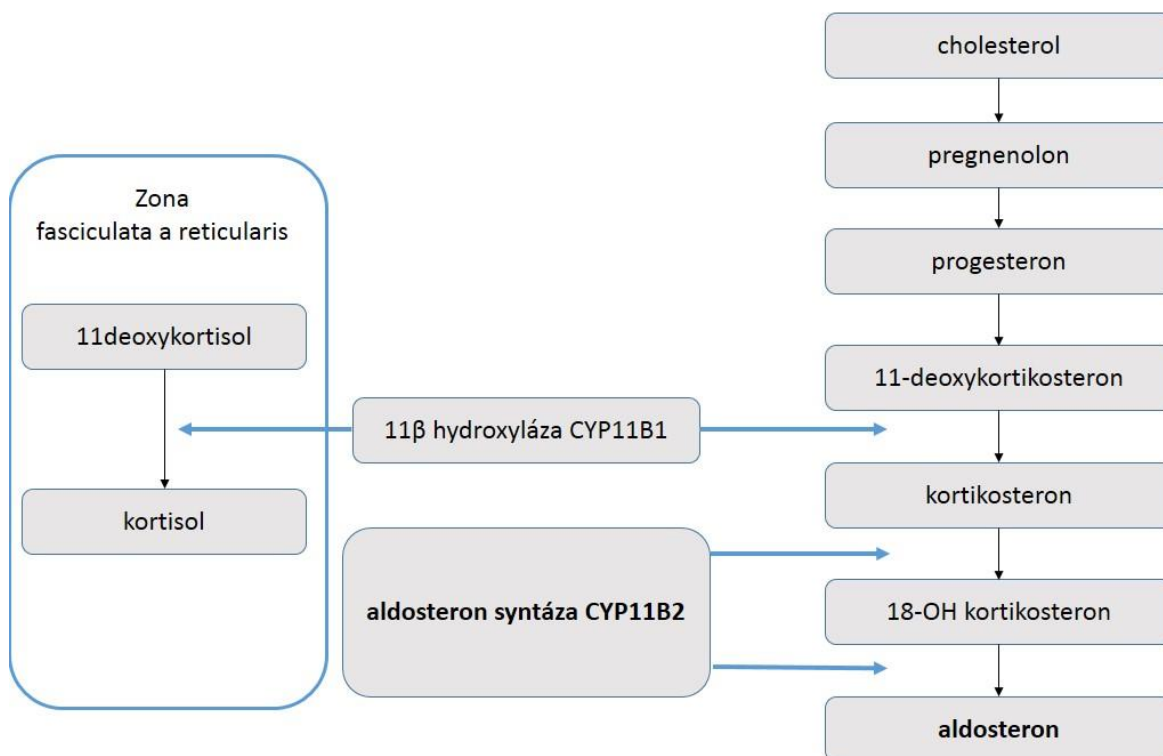 cholesterol
pregnenolon
progesteron
11-deoxykortikosteron
kortikosteron
18-OH kortikosteron
aldosteron
Zona
fasciculata a reticularis
11deoxykortisol
kortisol
11β hydroxyláza CYP11B1
aldosteron syntáza CYP11B2